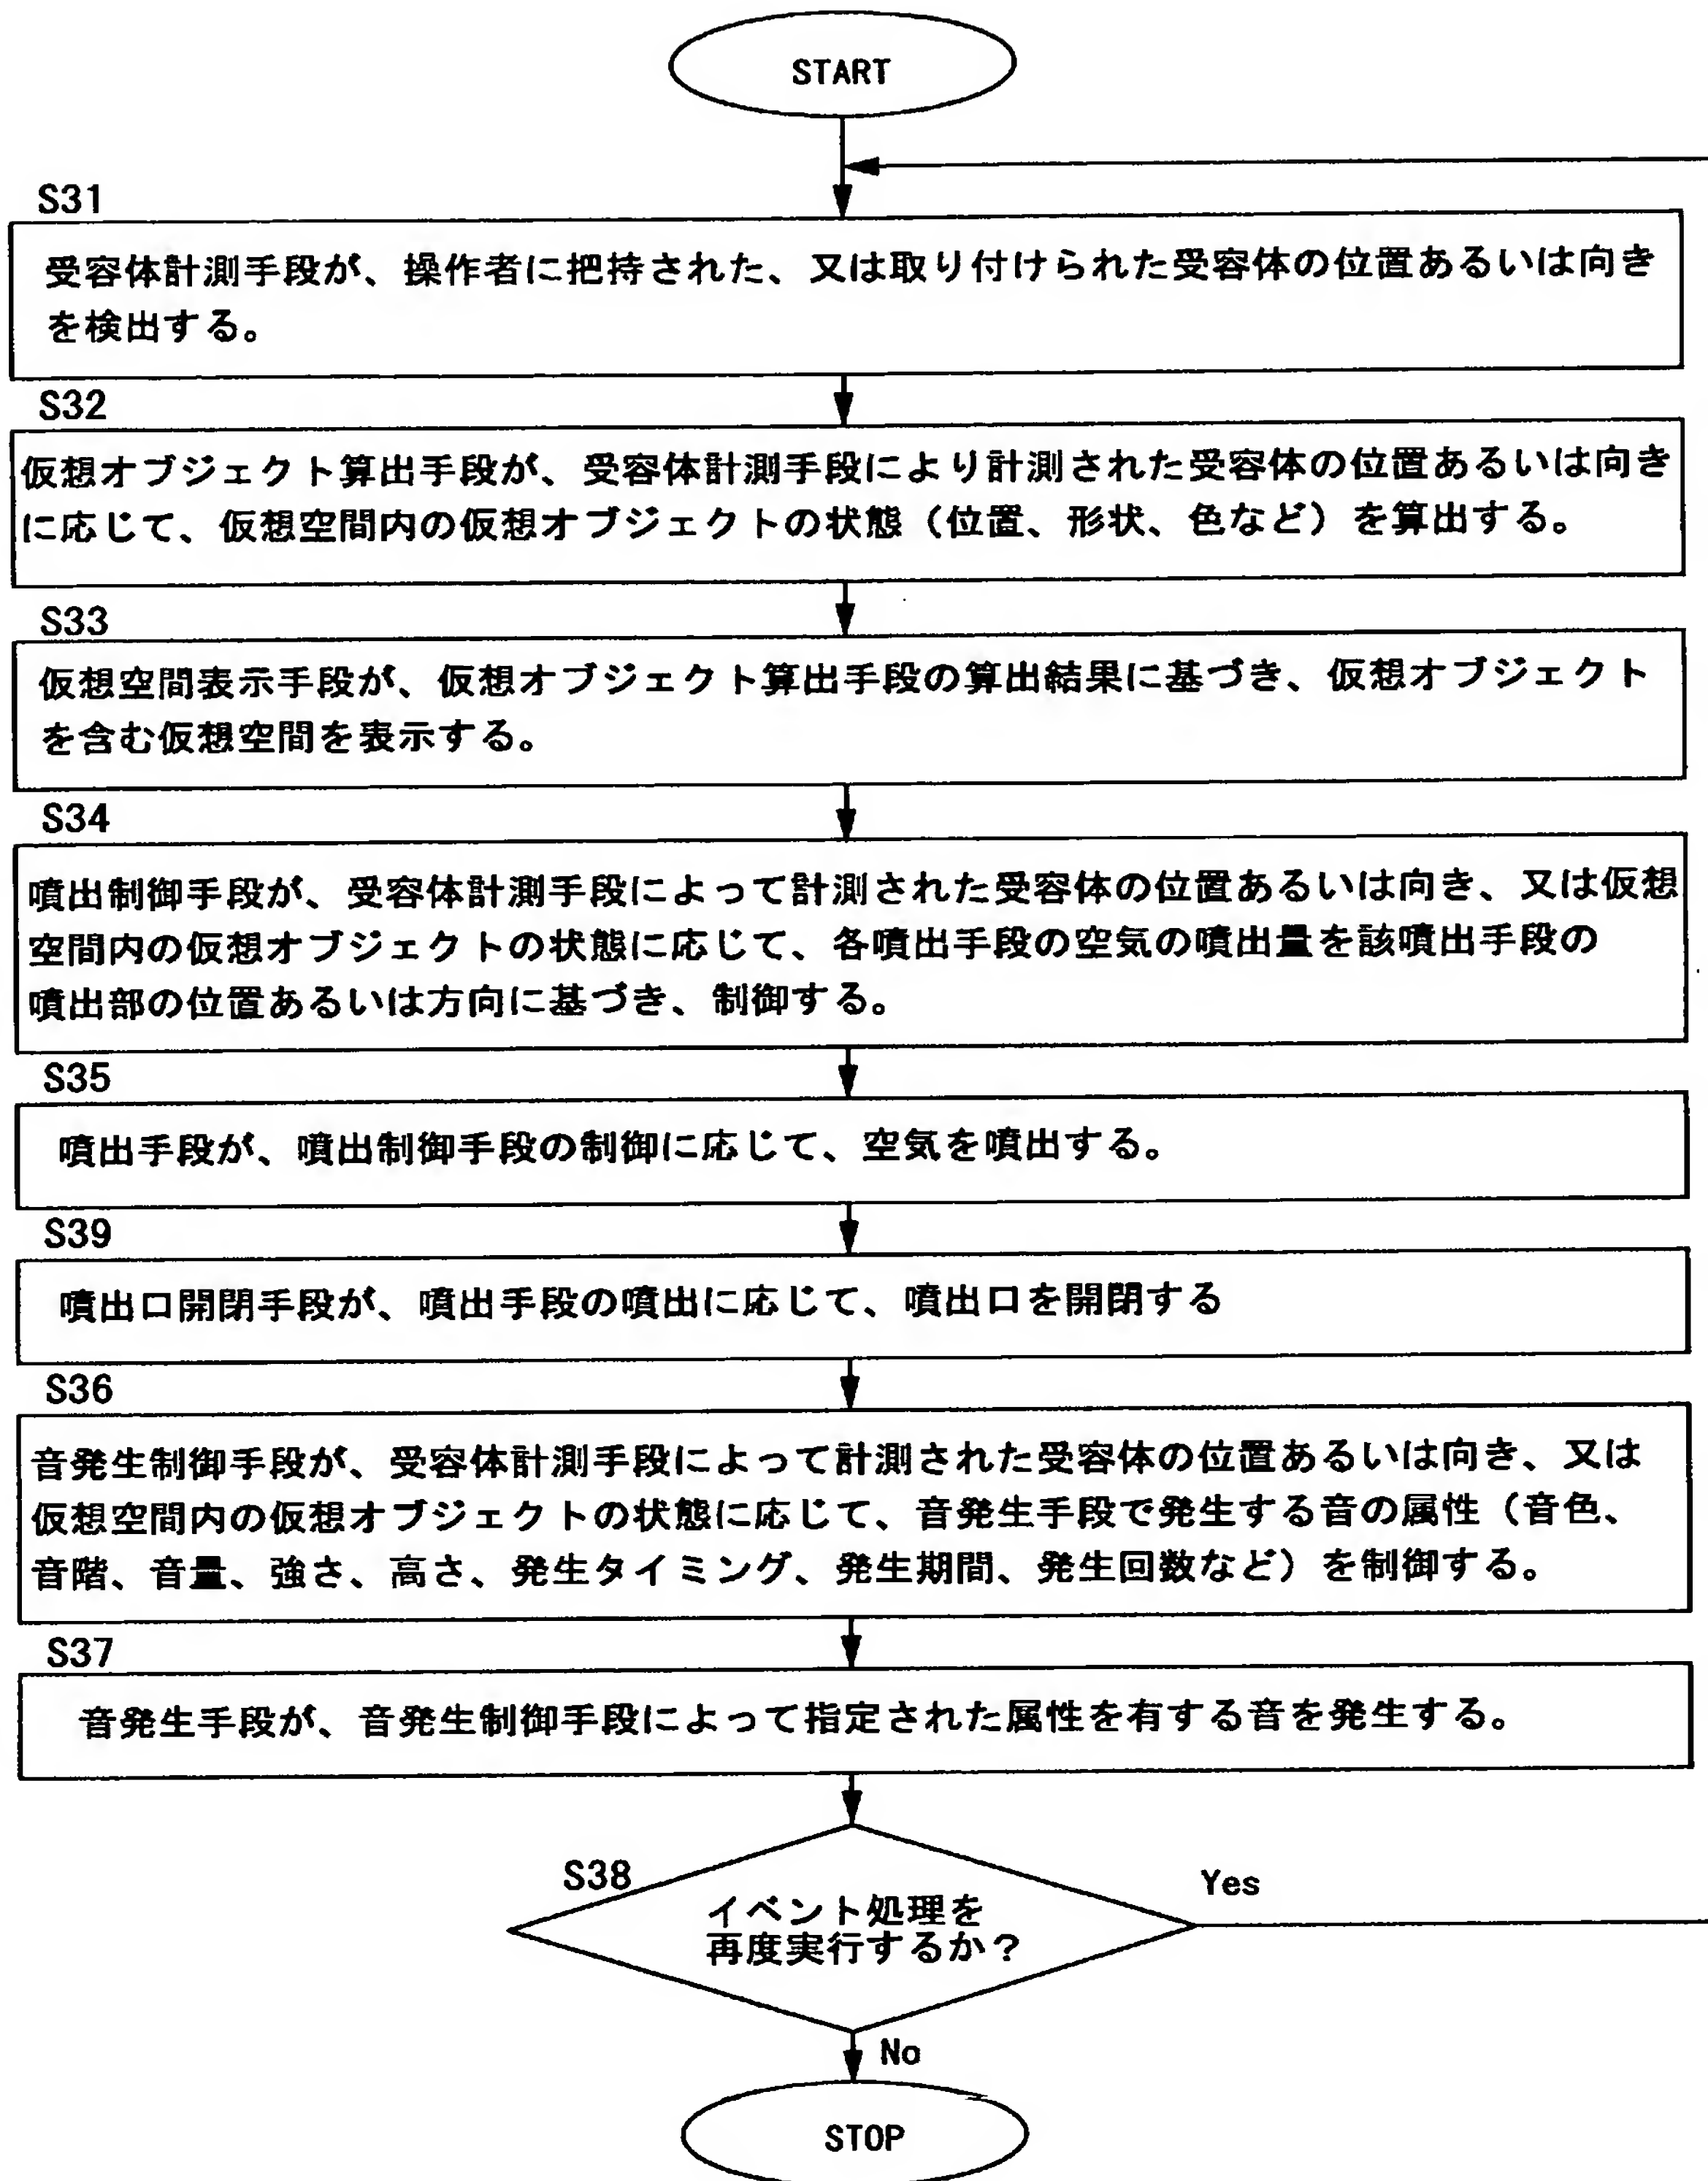 START
S31
受容体計測手段が、操作者に把持された、又は取り付けられた受容体の位置あるいは向き
を検出する。
S32
仮想オブジェクト算出手段が、受容体計測手段により計測された受容体の位置あるいは向き
に応じて、仮想空間内の仮想オブジェクトの状態（位置、形状、色など）を算出する。
S33
仮想空間表示手段が、仮想オブジェクト算出手段の算出結果に基づき、仮想オブジェクト
を含む仮想空間を表示する。
S34
噴出制御手段が、受容体計測手段によって計測された受容体の位置あるいは向き、又は仮想
空間内の仮想オブジェクトの状態に応じて、各噴出手段の空気の噴出量を該噴出手段の
噴出部の位置あるいは方向に基づき、制御する。
S35
噴出手段が、噴出制御手段の制御に応じて、空気を噴出する。
S39
噴出口開閉手段が、噴出手段の噴出に応じて、噴出口を開閉する
S36
音発生制御手段が、受容体計測手段によって計測された受容体の位置あるいは向き、又は
仮想空間内の仮想オブジェクトの状態に応じて、音発生手段で発生する音の属性（音色、
音階、音量、強さ、高さ、発生タイミング、発生期間、発生回数など）を制御する。
S37
音発生手段が、音発生制御手段によって指定された属性を有する音を発生する。
S38
イベント処理を
再度実行するか？
Yes
No
STOP